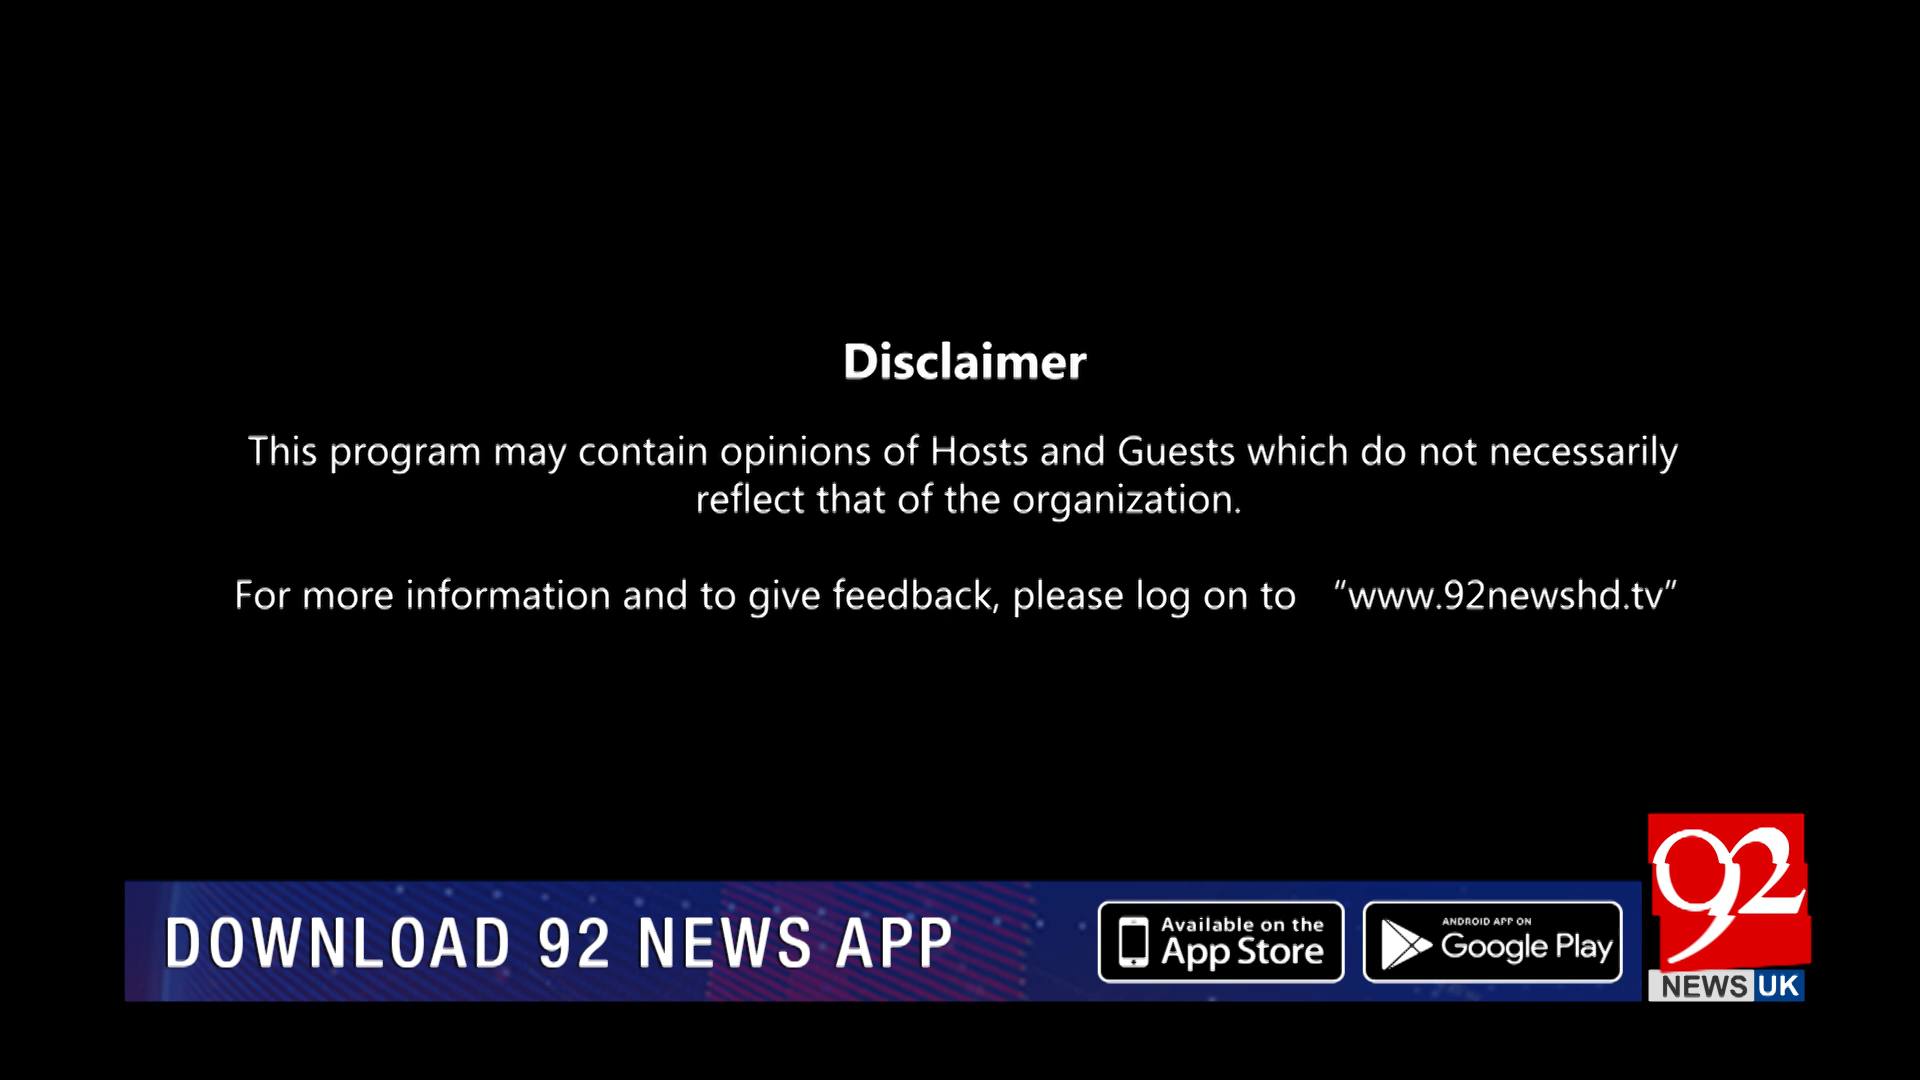 Disclaimer
This program may contain opinions of Hosts and Guests which do not necessarily
reflect that of the organization.
For more information and to give feedback, please log on to “www.92newshd.tv”
DOWNLOAD 92 NEWS APP
Available on the
App Store
ANDROID APP ON
Google Play
92
NEWS UK